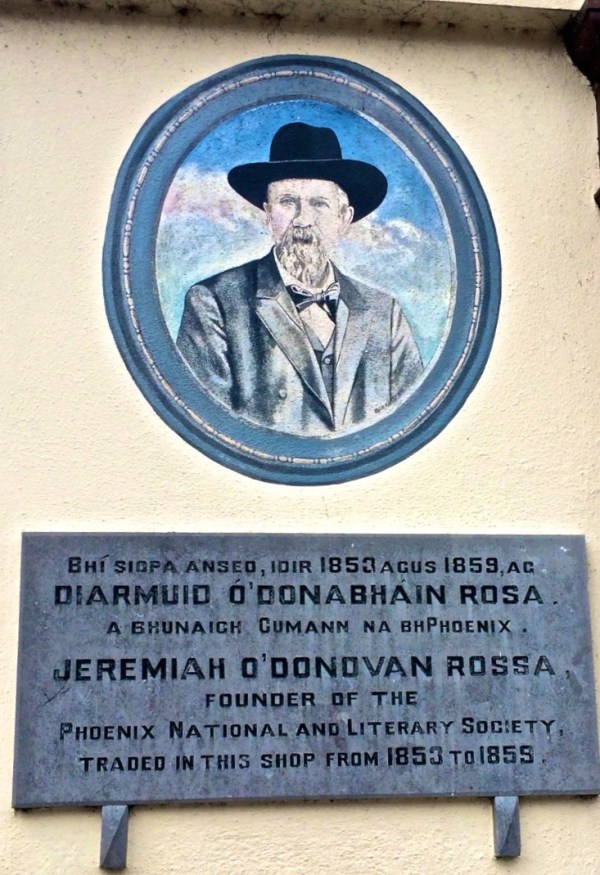 BHÍ SIOPA ANSEO, IDIR 1853 AGUS 1859, AG
DIARMUID Ó'DONABHÁIN ROSA.
A BHUNAIGH CUMANN NA BHPHOENIX.
JEREMIAH O'DONOVAN ROSSA,
FOUNDER OF THE
PHOENIX NATIONAL AND LITERARY SOCIETY,
TRADED IN THIS SHOP FROM 1853 TO 1859.